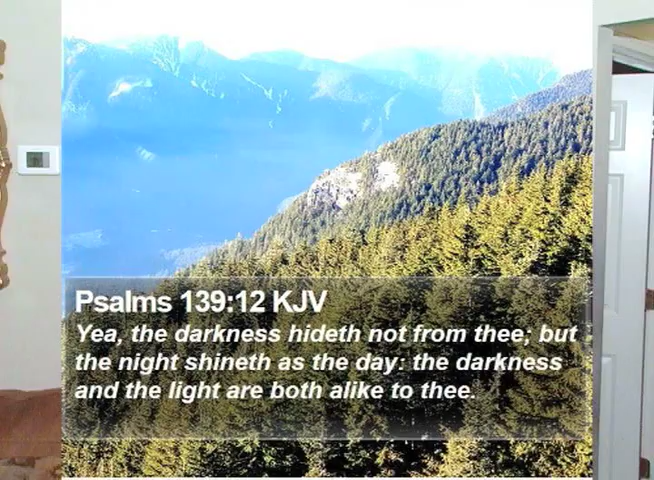 Psalms 139:12 KJV
Yea, the darkness hideth not from thee; but
the night shineth as the day: the darkness
and the light are both alike to thee.